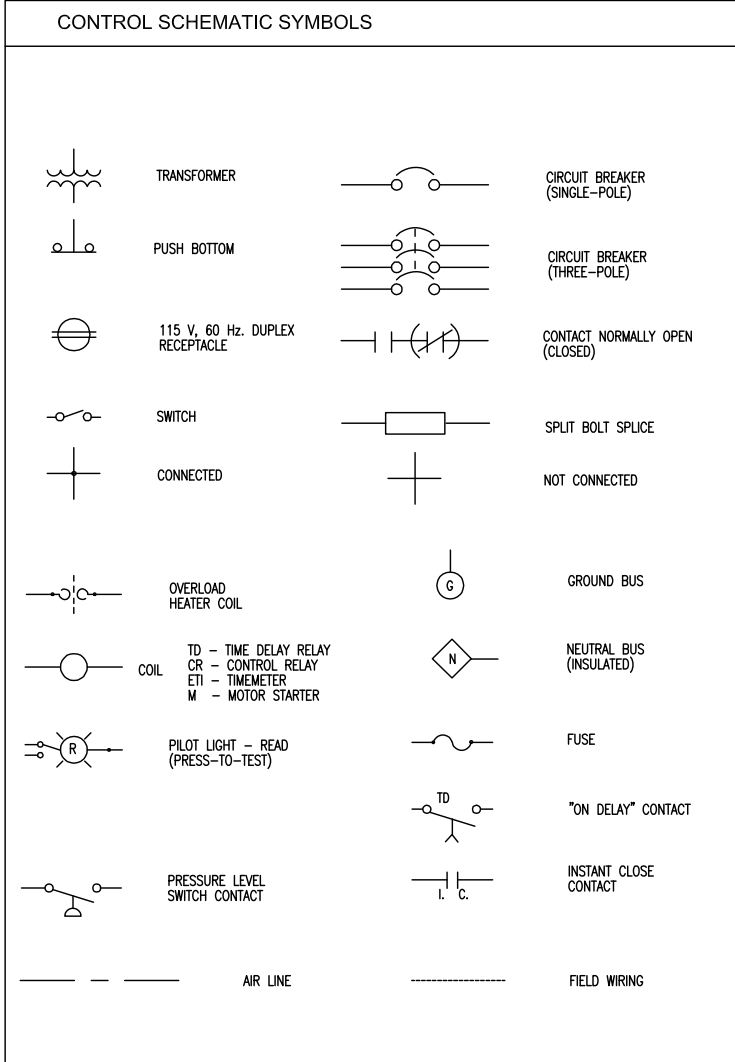 CONTROL SCHEMATIC SYMBOLS
TRANSFORMER
CIRCUIT BREAKER
(SINGLE-POLE)
PUSH BOTTOM
CIRCUIT BREAKER
(THREE-POLE)
115 V, 60 Hz. DUPLEX
RECEPTACLE
CONTACT NORMALLY OPEN
(CLOSED)
SWITCH
SPLIT BOLT SPLICE
CONNECTED
NOT CONNECTED
OVERLOAD
HEATER COIL
G
GROUND BUS
COIL
TD - TIME DELAY RELAY
CR - CONTROL RELAY
ETI - TIMEMETER
M - MOTOR STARTER
N
NEUTRAL BUS
(INSULATED)
R
PILOT LIGHT - READ
(PRESS-TO-TEST)
FUSE
TD
"ON DELAY" CONTACT
PRESSURE LEVEL
SWITCH CONTACT
I. C.
INSTANT CLOSE
CONTACT
AIR LINE
FIELD WIRING